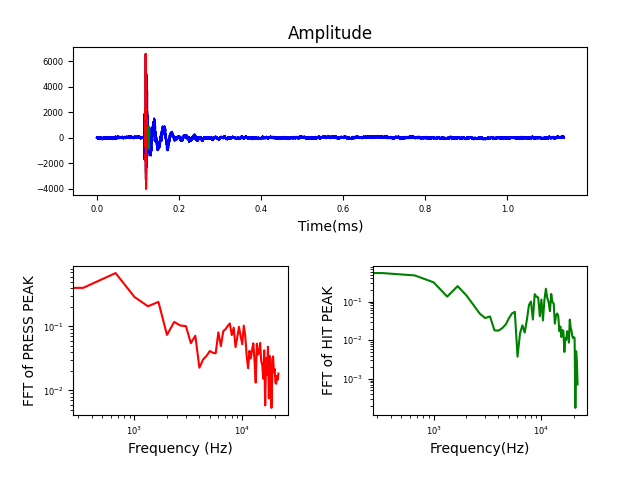 Amplitude
6000
4000
2000
0
−2000
−4000
0.0 0.2 0.4 0.6 0.8 1.0
Time(ms)
FFT of PRESS PEAK
10⁻¹
10⁻²
10³ 10⁴
Frequency (Hz)
FFT of HIT PEAK
10⁻¹
10⁻²
10⁻³
10³ 10⁴
Frequency(Hz)